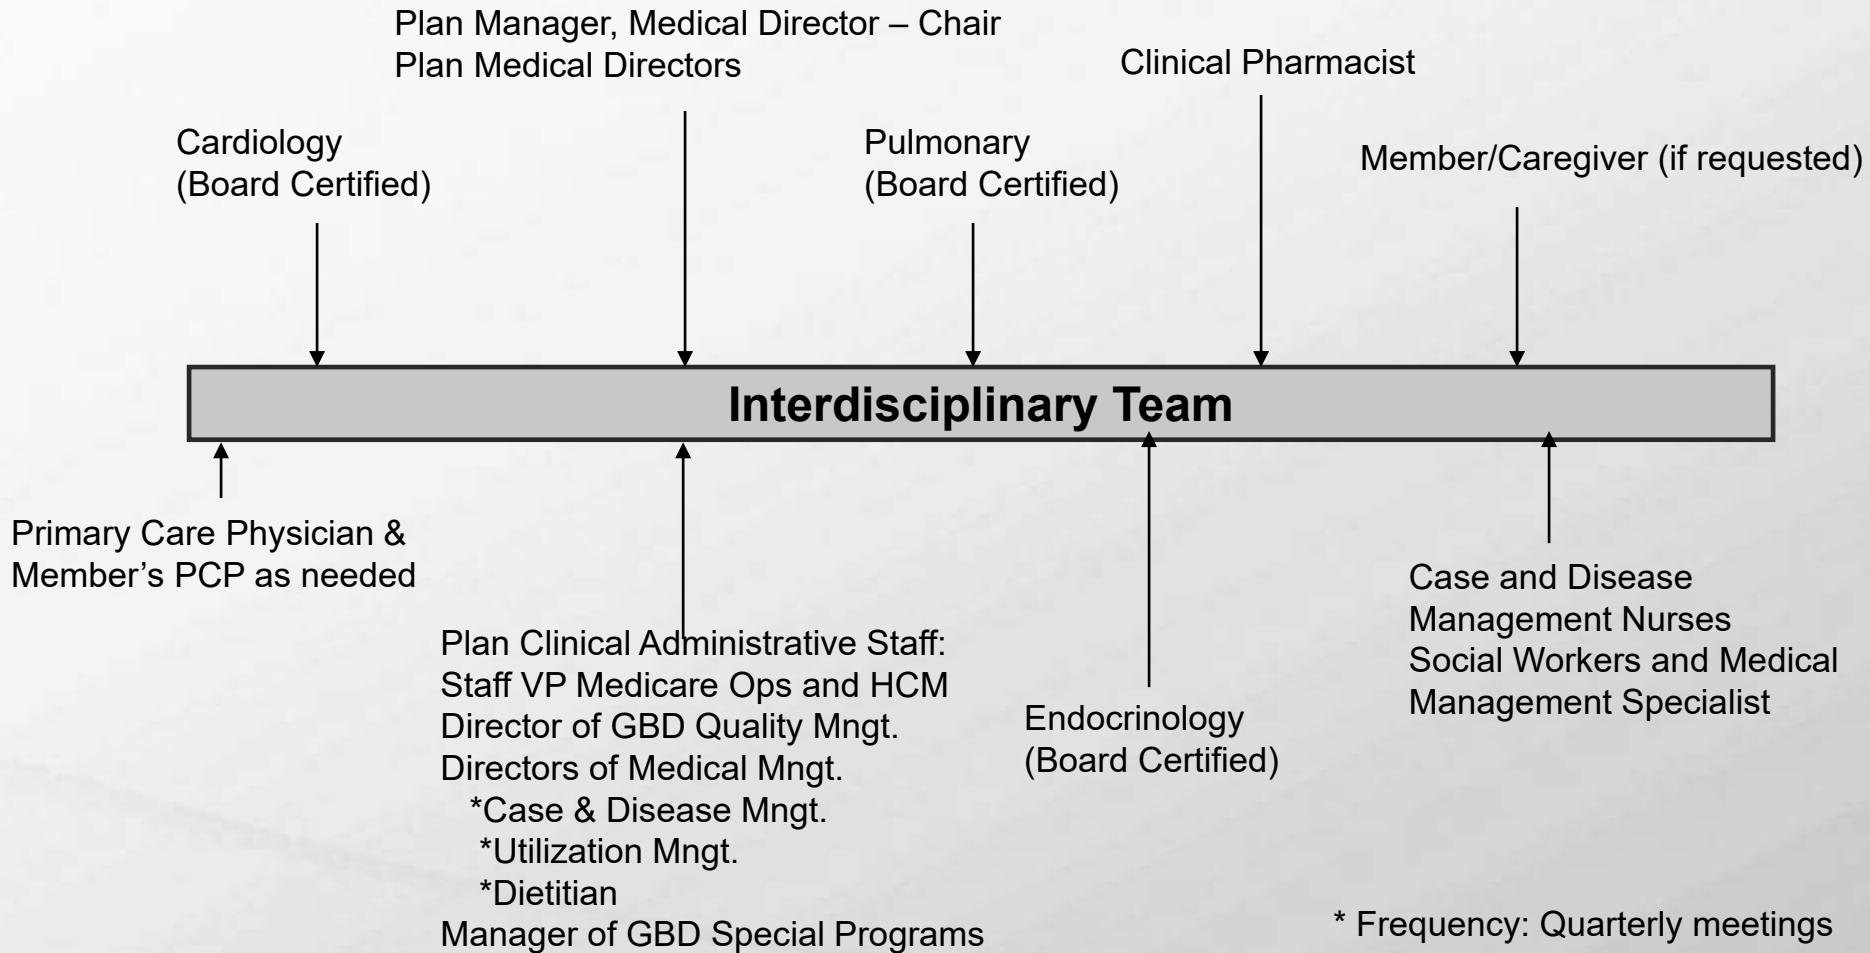 Plan Manager, Medical Director – Chair
Plan Medical Directors
Clinical Pharmacist
Cardiology
(Board Certified)
Pulmonary
(Board Certified)
Member/Caregiver (if requested)
Interdisciplinary Team
Primary Care Physician &
Member’s PCP as needed
Plan Clinical Administrative Staff:
Staff VP Medicare Ops and HCM
Director of GBD Quality Mngt.
Directors of Medical Mngt.
*Case & Disease Mngt.
*Utilization Mngt.
*Dietitian
Manager of GBD Special Programs
Endocrinology
(Board Certified)
Case and Disease
Management Nurses
Social Workers and Medical
Management Specialist
* Frequency: Quarterly meetings